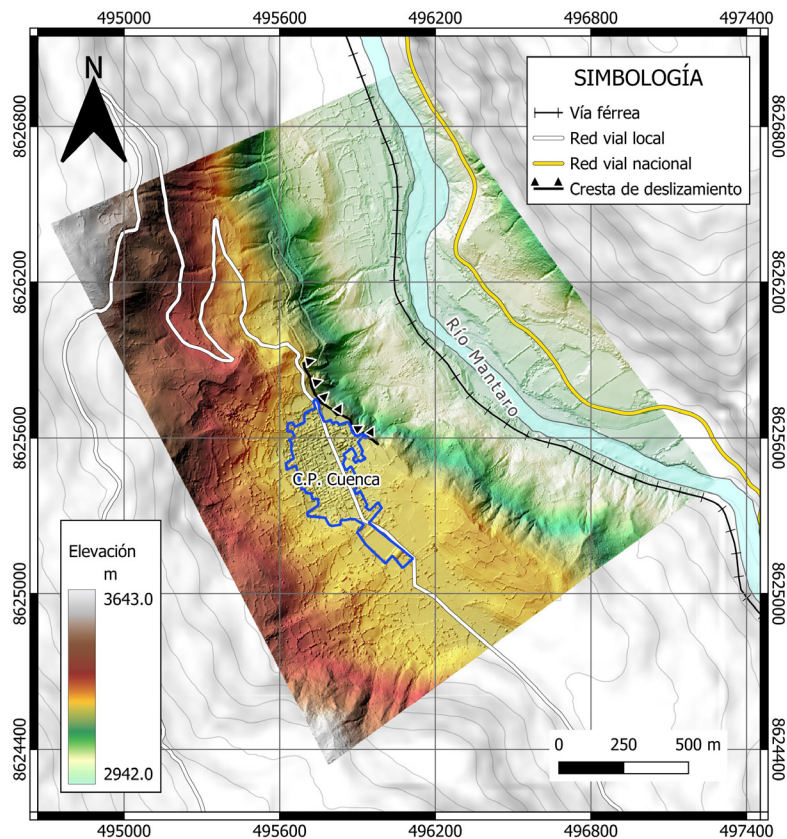 495000 495600 496200 496800 497400
N
SIMBOLOGÍA
Vía férrea
Red vial local
Red vial nacional
Cresta de deslizamiento
8626800 8626800
8626200 8626200
Río Mantaro
8625600 8625600
C.P. Cuenca
Elevación
m
3643.0
2942.0
8625000 8625000
0 250 500 m
8624400 8624400
495000 495600 496200 496800 497400